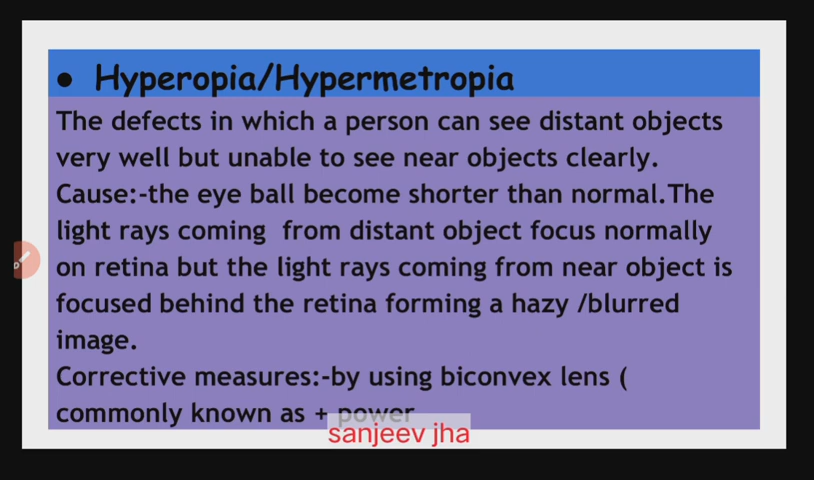 ● Hyperopia/Hypermetropia
The defects in which a person can see distant objects
very well but unable to see near objects clearly.
Cause:-the eye ball become shorter than normal.The
light rays coming from distant object focus normally
on retina but the light rays coming from near object is
focused behind the retina forming a hazy /blurred
image.
Corrective measures:-by using biconvex lens (
commonly known as + power
sanjeev jha